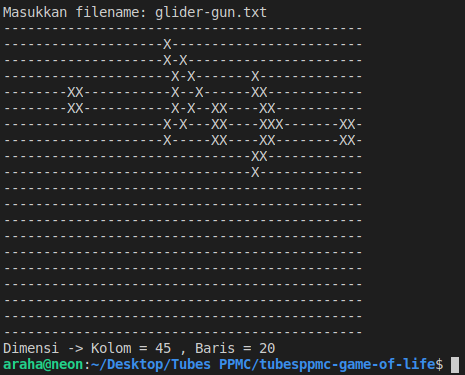 Masukkan filename: glider-gun.txt
---------------------------------------------
--------------------X------------------------
--------------------X-X----------------------
---------------------X-X-------X-------------
--------XX-----------X--X------XX------------
--------XX-----------X-X--XX----XX-----------
--------------------X-X---XX----XXX-------XX-
--------------------X-----XX----XX--------XX-
-------------------------------XX------------
-------------------------------X-------------
---------------------------------------------
---------------------------------------------
---------------------------------------------
---------------------------------------------
---------------------------------------------
---------------------------------------------
---------------------------------------------
---------------------------------------------
---------------------------------------------
---------------------------------------------
Dimensi -> Kolom = 45 , Baris = 20
araha@neon:~/Desktop/Tubes PPMC/tubesppmc-game-of-life$